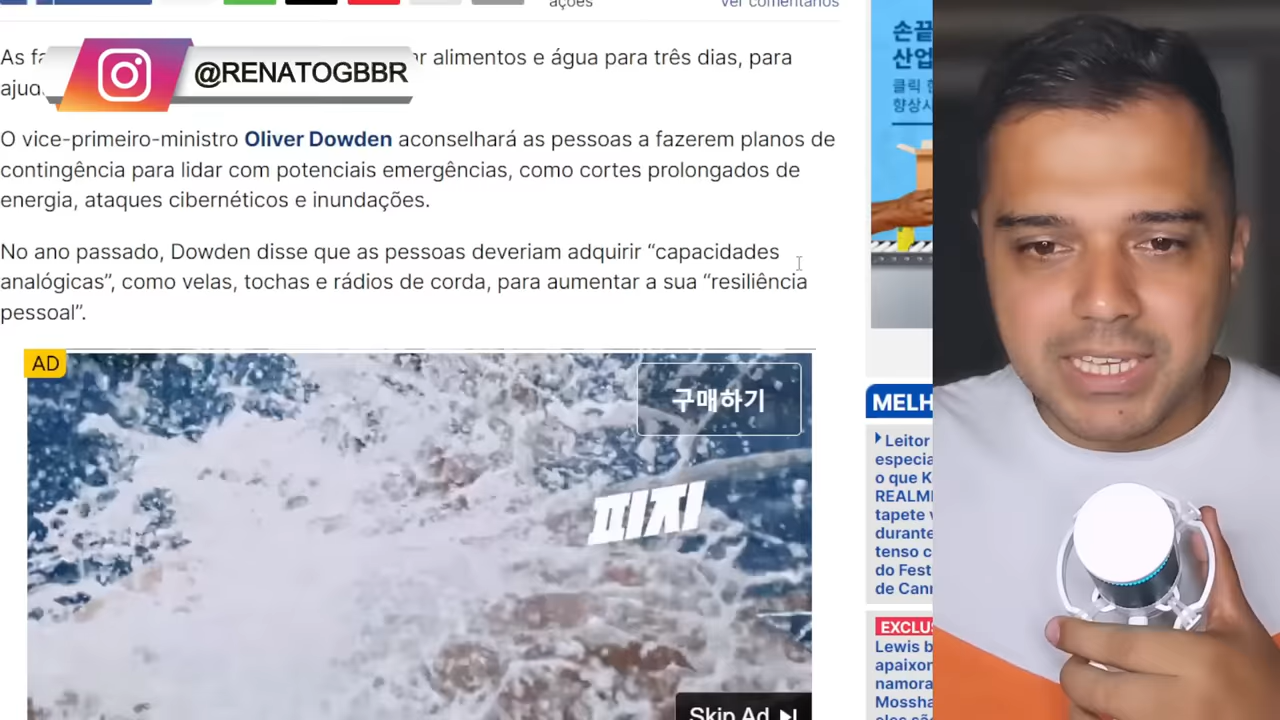 ações
ver comentários
@RENATOGBBR
As
ar alimentos e água para três dias, para
O vice-primeiro-ministro Oliver Dowden aconselhará as pessoas a fazerem planos de
contingência para lidar com potenciais emergências, como cortes prolongados de
energia, ataques cibernéticos e inundações.
No ano passado, Dowden disse que as pessoas deveriam adquirir “capacidades
analógicas”, como velas, tochas e rádios de corda, para aumentar a sua “resiliência
pessoal”.
AD
구매하기
피지
Skip Ad
손끝
산업
클릭 한
향상시
MELH
Leitor
especia
o que K
REALMI
tapete v
durante
tenso c
do Fest
de Cann
EXCLUS
Lewis b
apaixon
namora
Mossha